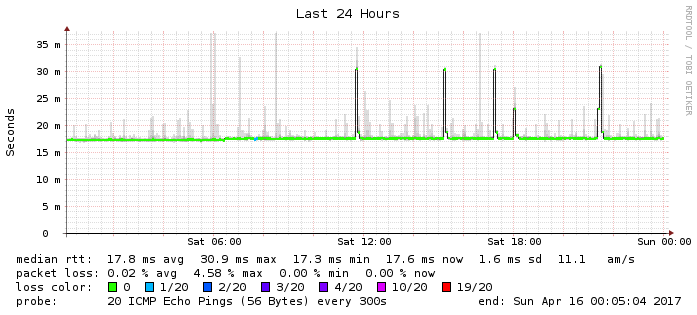 Last 24 Hours
RRDTOOL / TOBI OETIKER
Seconds
35 m
30 m
25 m
20 m
15 m
10 m
5 m
0
Sat 06:00 Sat 12:00 Sat 18:00 Sun 00:00
median rtt: 17.8 ms avg 30.9 ms max 17.3 ms min 17.6 ms now 1.6 ms sd 11.1 am/s
packet loss: 0.02 % avg 4.58 % max 0.00 % min 0.00 % now
loss color: 0 1/20 2/20 3/20 4/20 10/20 19/20
probe: 20 ICMP Echo Pings (56 Bytes) every 300s end: Sun Apr 16 00:05:04 2017